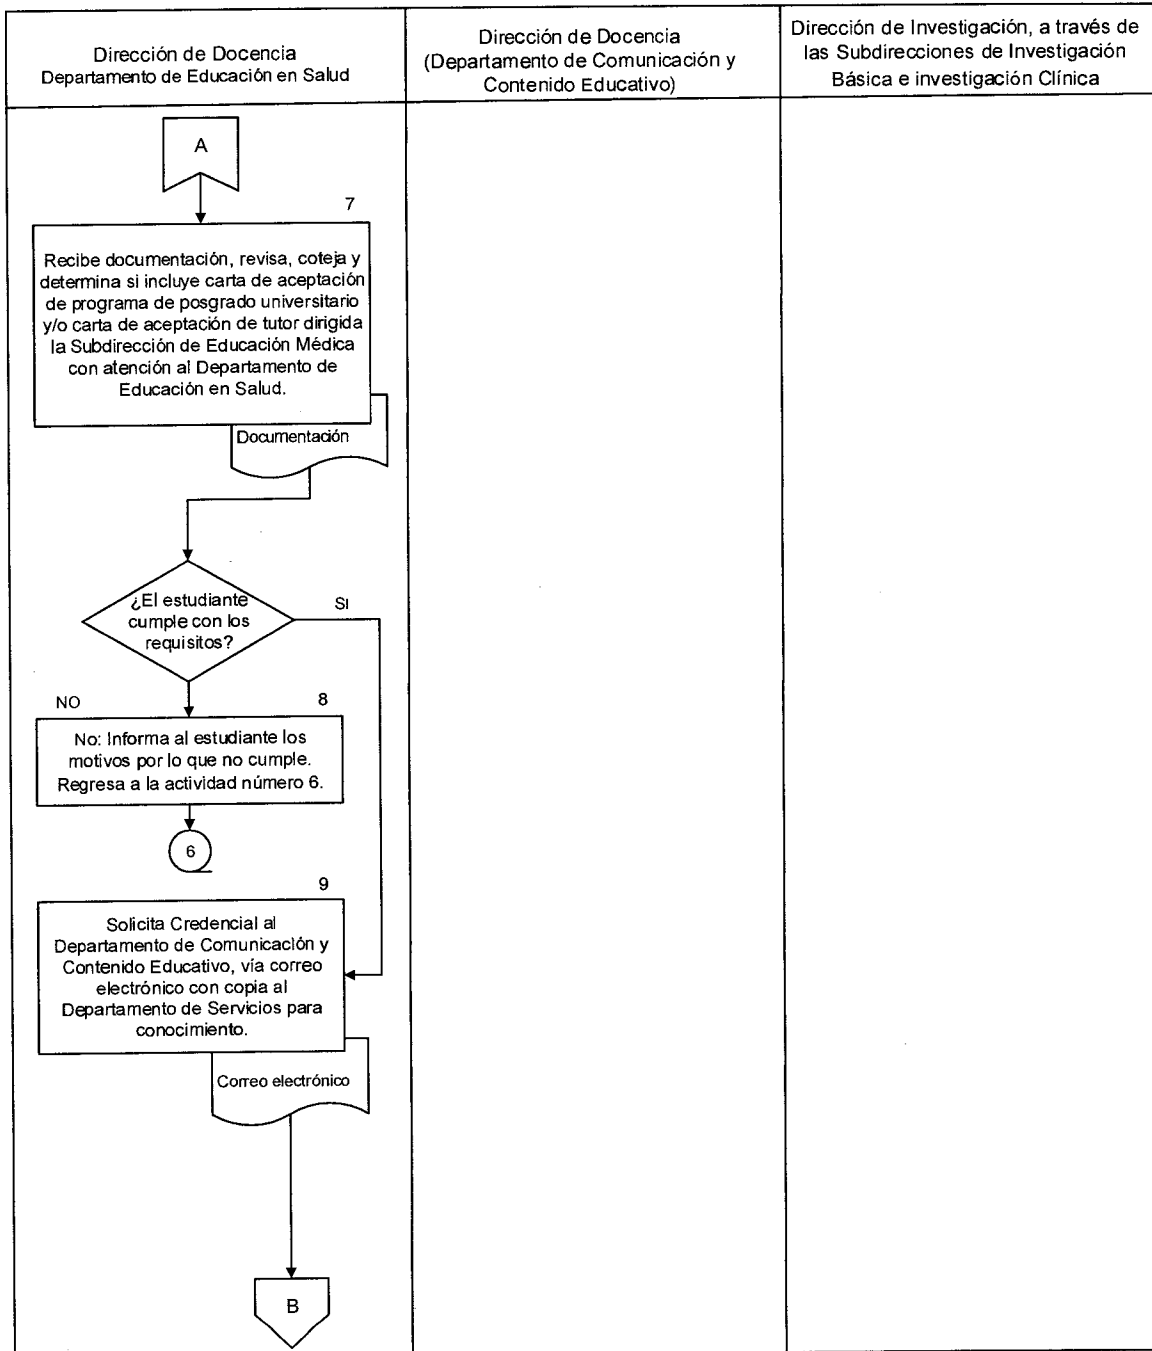 Dirección de Docencia
Departamento de Educación en Salud
Dirección de Docencia
(Departamento de Comunicación y
Contenido Educativo)
Dirección de Investigación, a través de
las Subdirecciones de Investigación
Básica e investigación Clínica
A
7
Recibe documentación, revisa, coteja y
determina si incluye carta de aceptación
de programa de posgrado universitario
y/o carta de aceptación de tutor dirigida
la Subdirección de Educación Médica
con atención al Departamento de
Educación en Salud.
Documentación
¿El estudiante
cumple con los
requisitos?
SI
NO
8
No: Informa al estudiante los
motivos por lo que no cumple.
Regresa a la actividad número 6.
6
9
Solicita Credencial al
Departamento de Comunicación y
Contenido Educativo, vía correo
electrónico con copia al
Departamento de Servicios para
conocimiento.
Correo electrónico
B